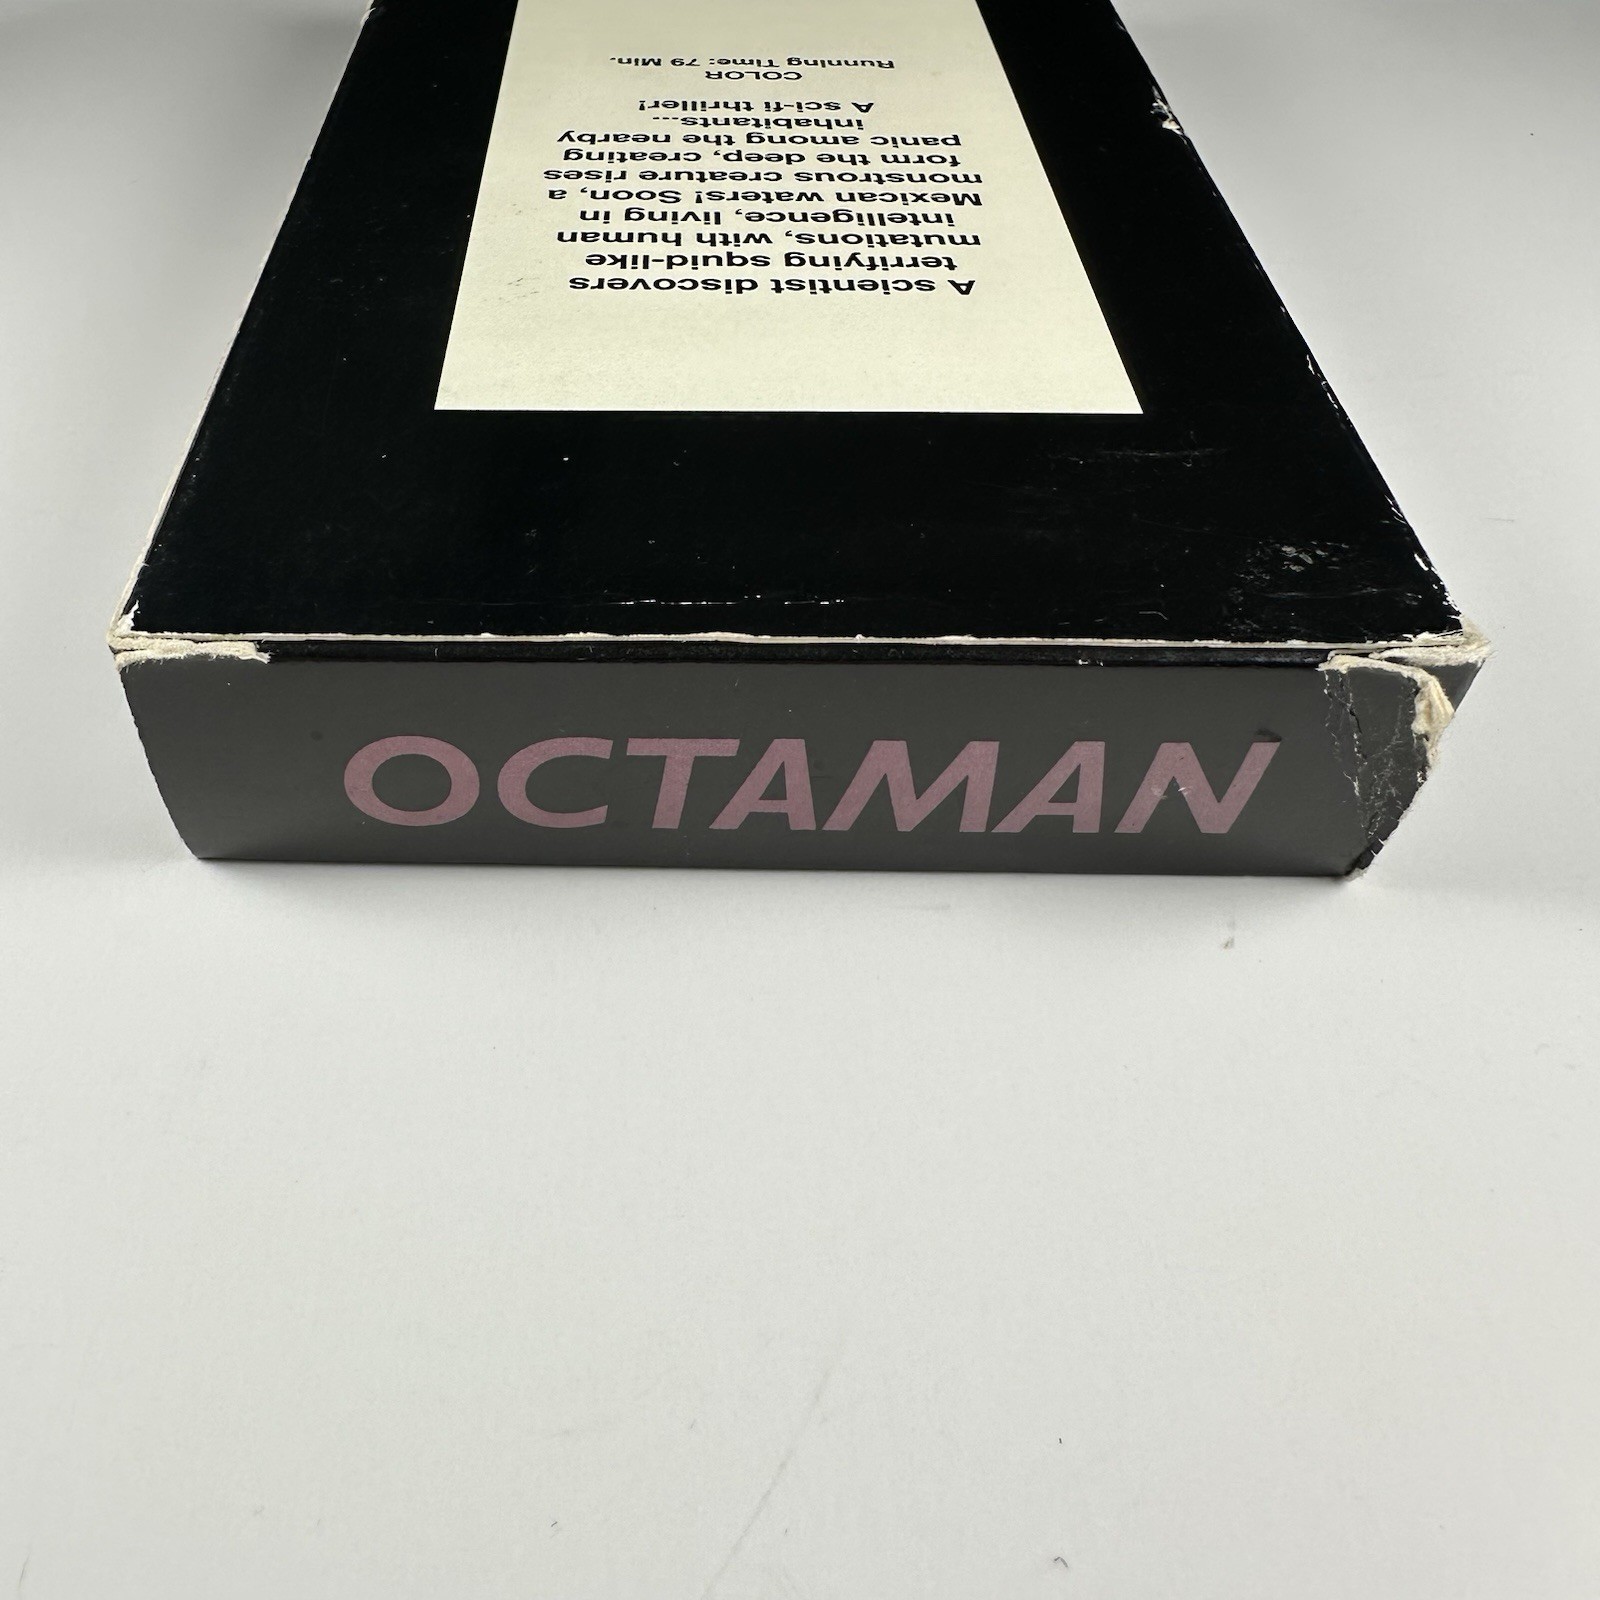 A scientist discovers
terrifying squid-like
mutations, with human
intelligence, living in
Mexican waters! Soon, a
monstrous creature rises
form the deep, creating
panic among the nearby
inhabitants...
A sci-fi thriller!
COLOR
Running Time: 79 Min.
OCTAMAN